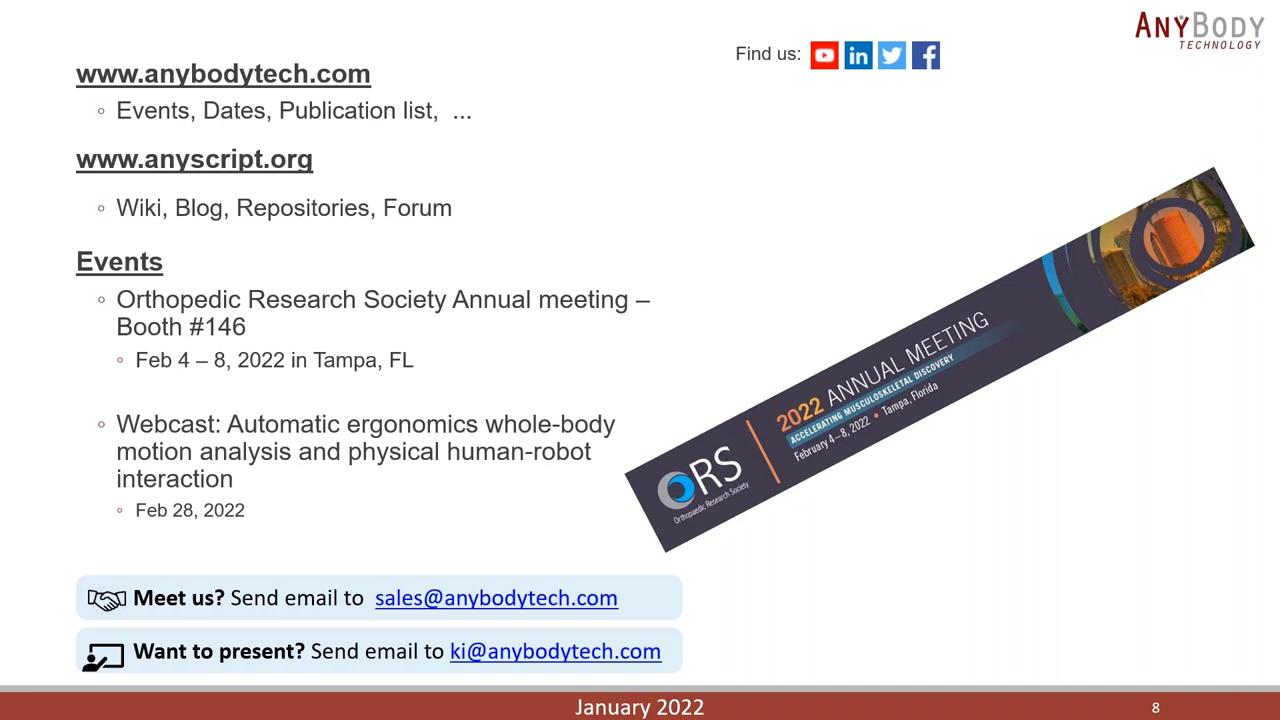 ANYBODY
TECHNOLOGY
Find us:
www.anybodytech.com
◦ Events, Dates, Publication list, ...
www.anyscript.org
◦ Wiki, Blog, Repositories, Forum
Events
◦ Orthopedic Research Society Annual meeting –
Booth #146
◦ Feb 4 – 8, 2022 in Tampa, FL
◦ Webcast: Automatic ergonomics whole-body
motion analysis and physical human-robot
interaction
◦ Feb 28, 2022
ORS
Orthopaedic Research Society
2022 ANNUAL MEETING
ACCELERATING MUSCULOSKELETAL DISCOVERY
February 4–8, 2022 • Tampa, Florida
Meet us? Send email to sales@anybodytech.com
Want to present? Send email to ki@anybodytech.com
January 2022
8